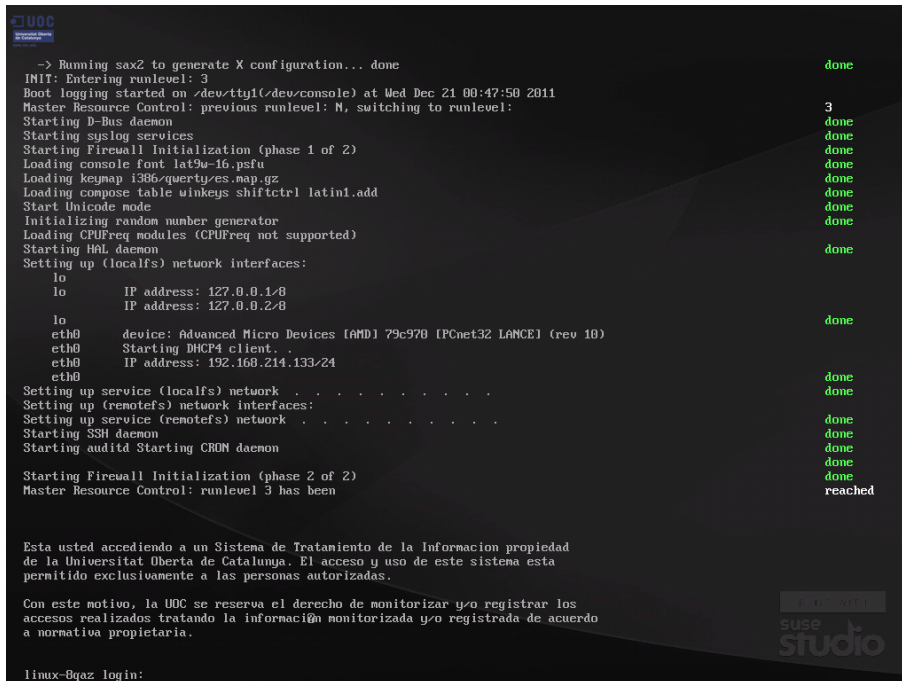 UOC
Universitat Oberta
de Catalunya
-> Running sax2 to generate X configuration... done done
INIT: Entering runlevel: 3
Boot logging started on /dev/tty1(/dev/console) at Wed Dec 21 00:47:50 2011
Master Resource Control: previous runlevel: N, switching to runlevel: 3
Starting D-Bus daemon done
Starting syslog services done
Starting Firewall Initialization (phase 1 of 2) done
Loading console font lat9w-16.psfu done
Loading keymap i386/qwerty/es.map.gz done
Loading compose table winkeys shiftctrl latin1.add done
Start Unicode mode done
Initializing random number generator done
Loading CPUFreq modules (CPUFreq not supported)
Starting HAL daemon done
Setting up (localfs) network interfaces:
lo
lo IP address: 127.0.0.1/8
IP address: 127.0.0.2/8
lo done
eth0 device: Advanced Micro Devices [AMD] 79c970 [PCnet32 LANCE] (rev 10)
eth0 Starting DHCP4 client. .
eth0 IP address: 192.168.214.133/24
eth0 done
Setting up service (localfs) network . . . . . . . . . . done
Setting up (remotefs) network interfaces:
Setting up service (remotefs) network . . . . . . . . . . done
Starting SSH daemon done
Starting auditd Starting CRON daemon done
done
Starting Firewall Initialization (phase 2 of 2) done
Master Resource Control: runlevel 3 has been reached
Esta usted accediendo a un Sistema de Tratamiento de la Informacion propiedad
de la Universitat Oberta de Catalunya. El acceso y uso de este sistema esta
permitido exclusivamente a las personas autorizadas.
Con este motivo, la UOC se reserva el derecho de monitorizar y/o registrar los
accesos realizados tratando la informaci@n monitorizada y/o registrada de acuerdo
a normativa propietaria.
suse
studio
linux-8qaz login: